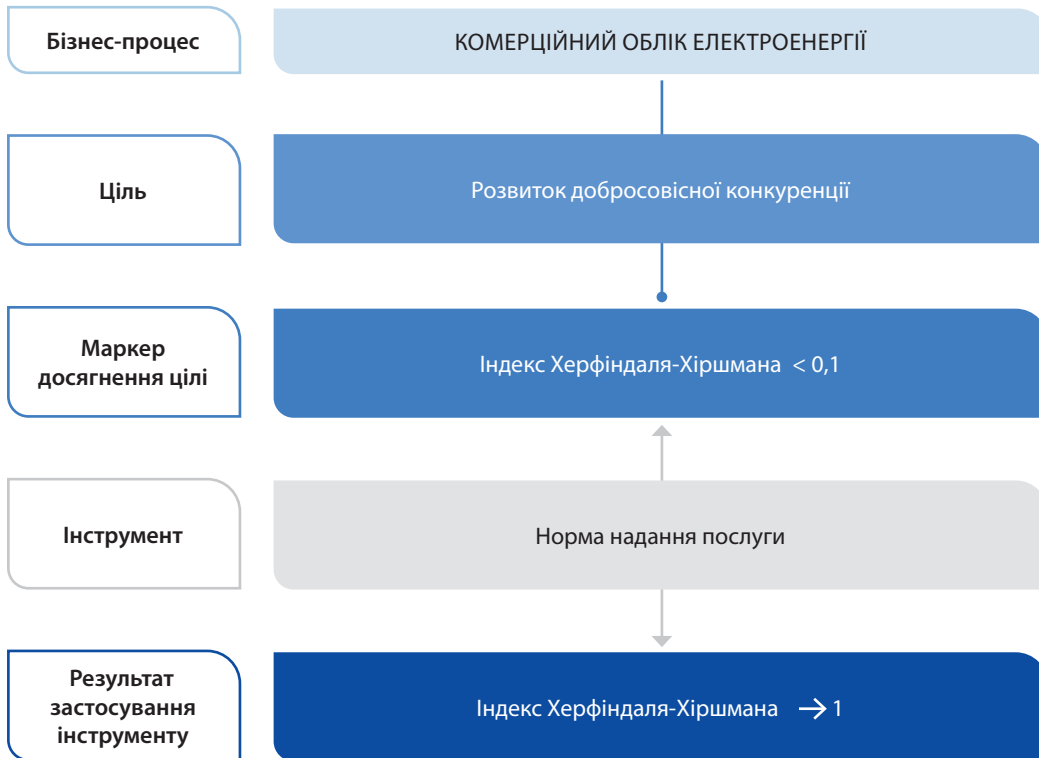 Бізнес-процес
КОМЕРЦІЙНИЙ ОБЛІК ЕЛЕКТРОЕНЕРГІЇ
Ціль
Розвиток добросовісної конкуренції
Маркер
досягнення цілі
Індекс Херфіндаля-Хіршмана < 0,1
Інструмент
Норма надання послуги
Результат
застосування
інструменту
Індекс Херфіндаля-Хіршмана → 1